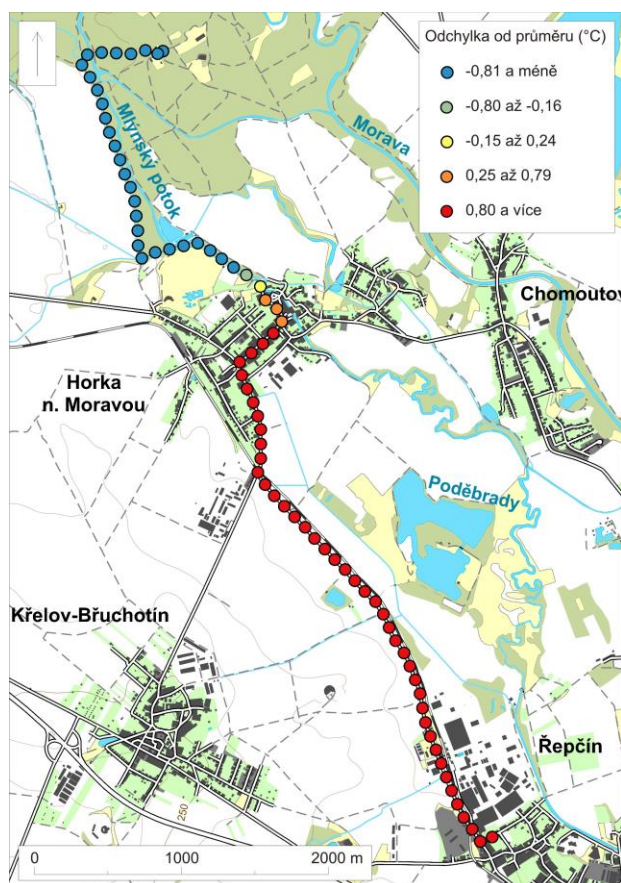 Odchylka od průměru (°C)
-0,81 a méně
-0,80 až -0,16
-0,15 až 0,24
0,25 až 0,79
0,80 a více
Mlýnský potok
Morava
Chomoutov
Horka
n. Moravou
Poděbrady
Křelov-Břuchotín
Řepčín
250
0 1000 2000 m